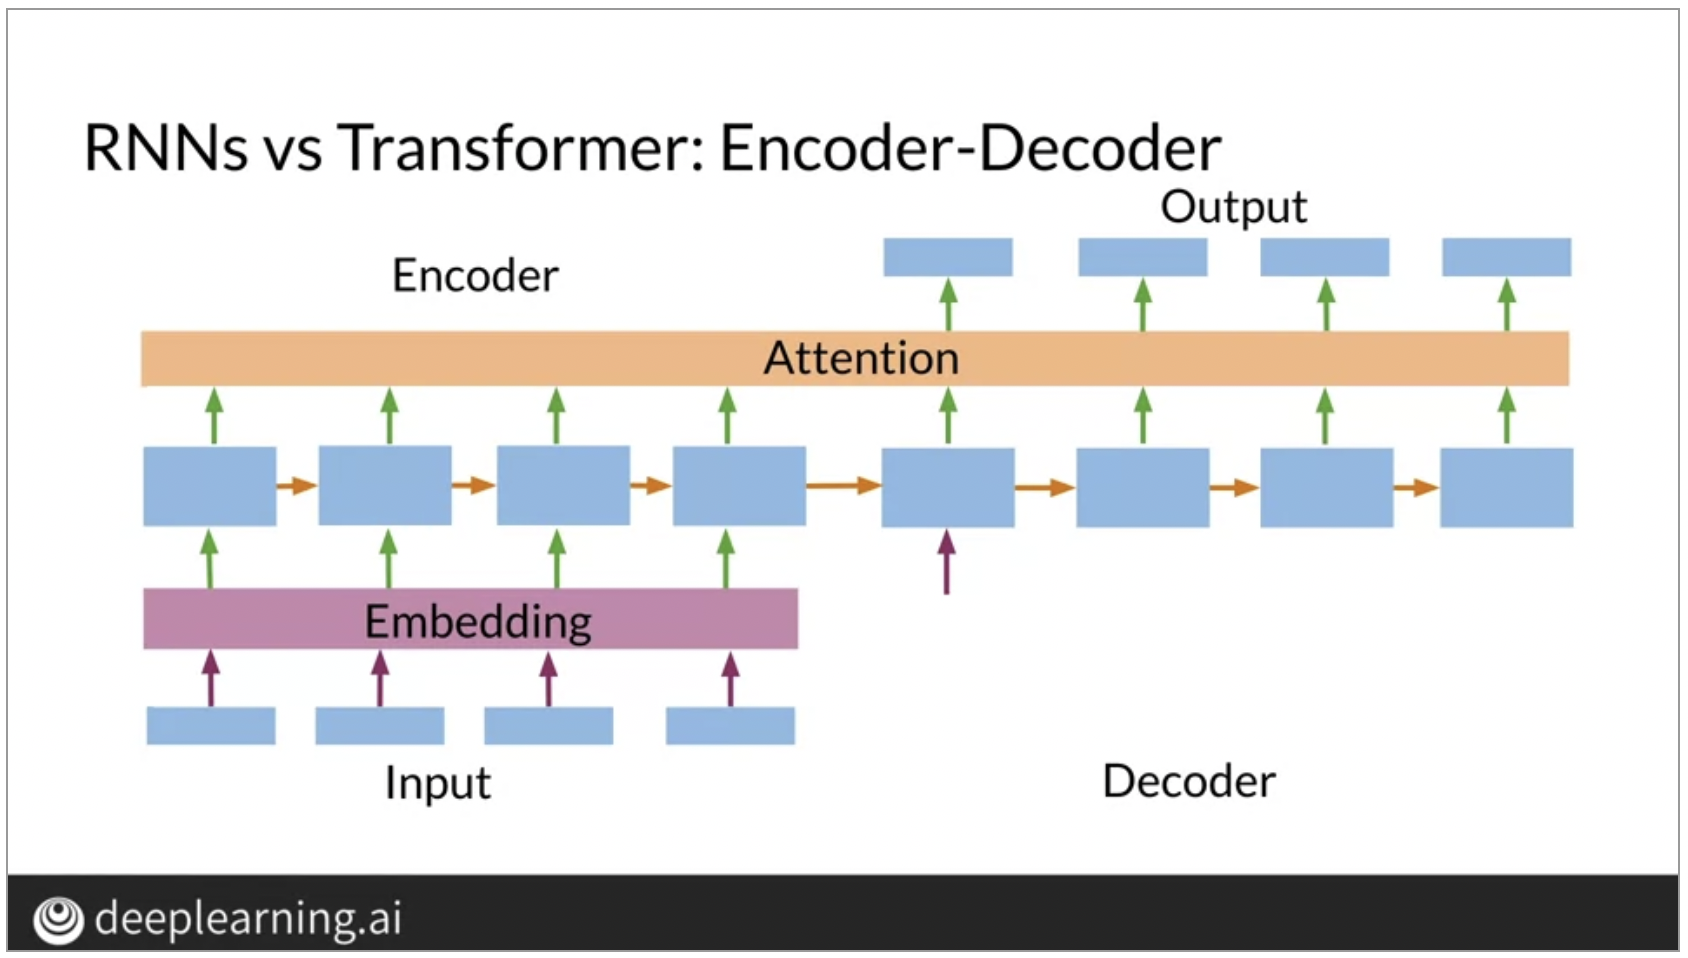 RNNs vs Transformer: Encoder-Decoder
Output
Encoder
Attention
Embedding
Input
Decoder
deeplearning.ai